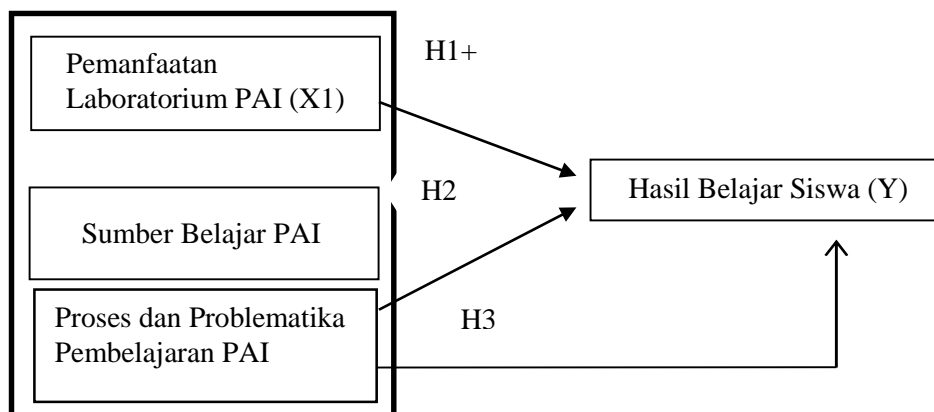 Pemanfaatan
Laboratorium PAI (X1)
H1+
H2
Hasil Belajar Siswa (Y)
Sumber Belajar PAI
Proses dan Problematika
Pembelajaran PAI
H3